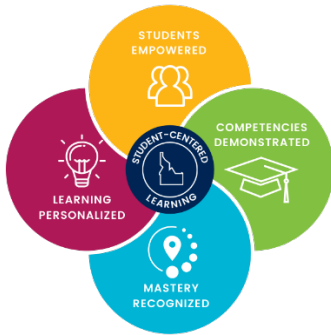 STUDENTS
EMPOWERED
COMPETENCIES
DEMONSTRATED
STUDENT-CENTERED
LEARNING
LEARNING
PERSONALIZED
MASTERY
RECOGNIZED